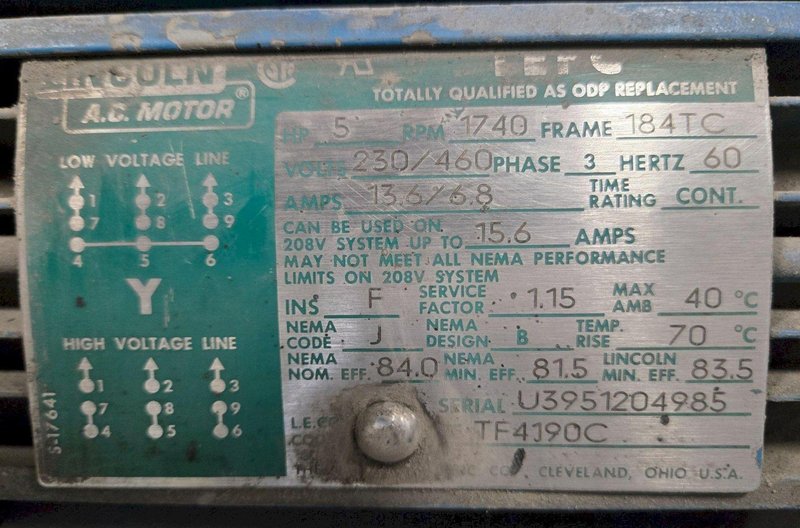 LINCOLN
A.C. MOTOR®
TEFC
TOTALLY QUALIFIED AS ODP REPLACEMENT
HP 5 RPM 1740 FRAME 184TC
VOLTS 230/460 PHASE 3 HERTZ 60
AMPS 13.6/6.8 TIME RATING CONT.
CAN BE USED ON
208V SYSTEM UP TO 15.6 AMPS
MAY NOT MEET ALL NEMA PERFORMANCE
LIMITS ON 208V SYSTEM
INS F SERVICE FACTOR 1.15 MAX AMB 40 °C
NEMA CODE J NEMA DESIGN B TEMP. RISE 70 °C
NEMA NOM. EFF. 84.0 NEMA MIN. EFF. 81.5 LINCOLN MIN. EFF. 83.5
SERIAL U3951204985
TF4190C
CO. CLEVELAND, OHIO U.S.A.
LOW VOLTAGE LINE
1 2 3
7 8 9
4 5 6
Y
HIGH VOLTAGE LINE
1 2 3
7 8 9
4 5 6
S-17641